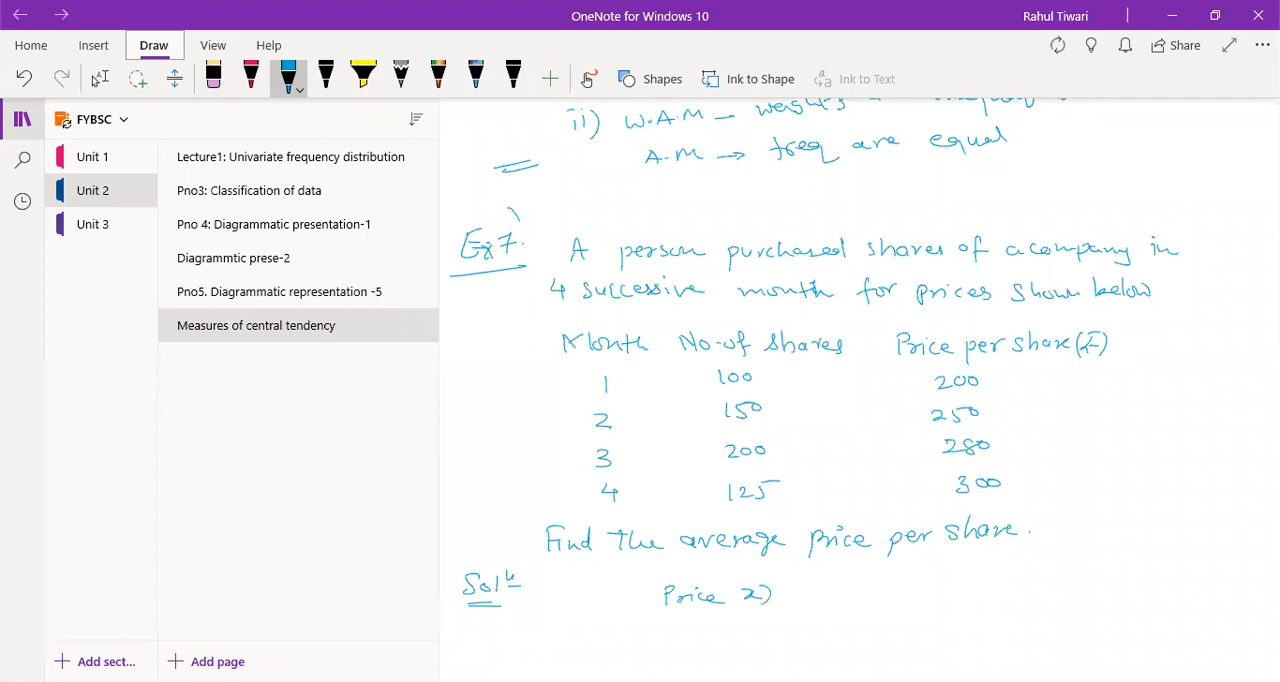 OneNote for Windows 10
Rahul Tiwari
Home Insert Draw View Help
Share
Shapes Ink to Shape Ink to Text
FYBSC
Unit 1
Unit 2
Unit 3
Lecture1: Univariate frequency distribution
Pno3: Classification of data
Pno 4: Diagrammatic presentation-1
Diagrammtic prese-2
Pno5. Diagrammatic representation -5
Measures of central tendency
Add sect...
Add page
ii) W.A.M - weights
A.M → freq are equal
Ex 7. A person purchased shares of a company in
4 successive month for prices shown below
Month No. of shares Price per share (₹)
1 100 200
2 150 250
3 200 280
4 125 300
Find the average price per share.
Solⁿ Price x)